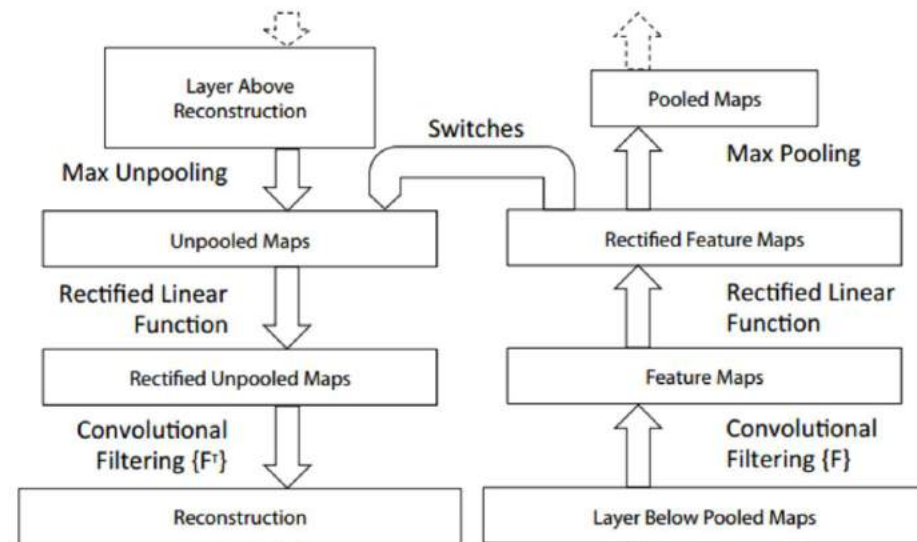 Layer Above
Reconstruction
Pooled Maps
Switches
Max Unpooling
Max Pooling
Unpooled Maps
Rectified Feature Maps
Rectified Linear
Function
Rectified Linear
Function
Rectified Unpooled Maps
Feature Maps
Convolutional
Filtering {Fᵀ}
Convolutional
Filtering {F}
Reconstruction
Layer Below Pooled Maps